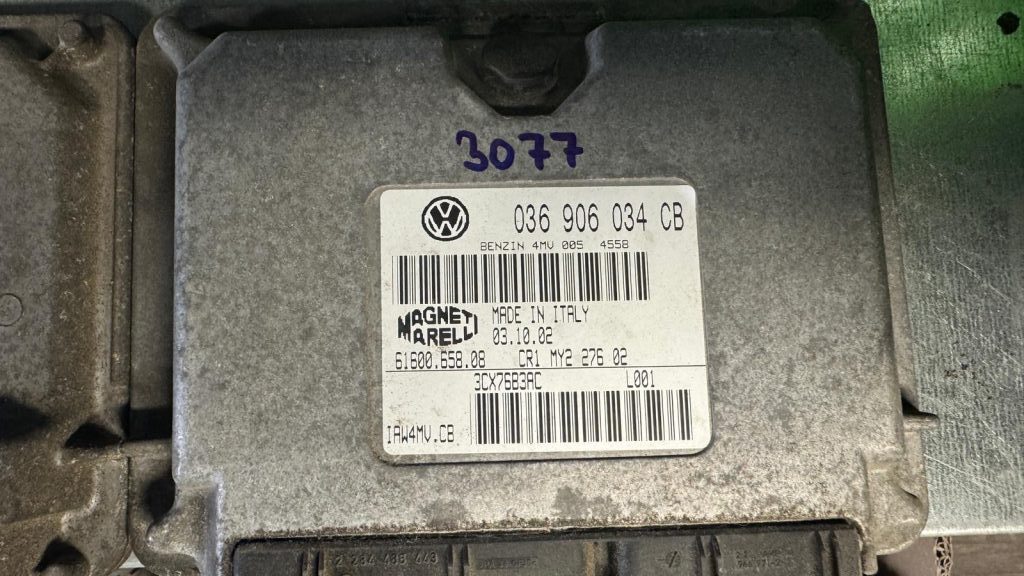 3077
036 906 034 CB
BENZIN 4MV 005 4558
MAGNETI MARELLI
MADE IN ITALY
03.10.02
61600.658.08 CR1 MY2 276 02
3CX76B3AC L001
IAW4MV.CB